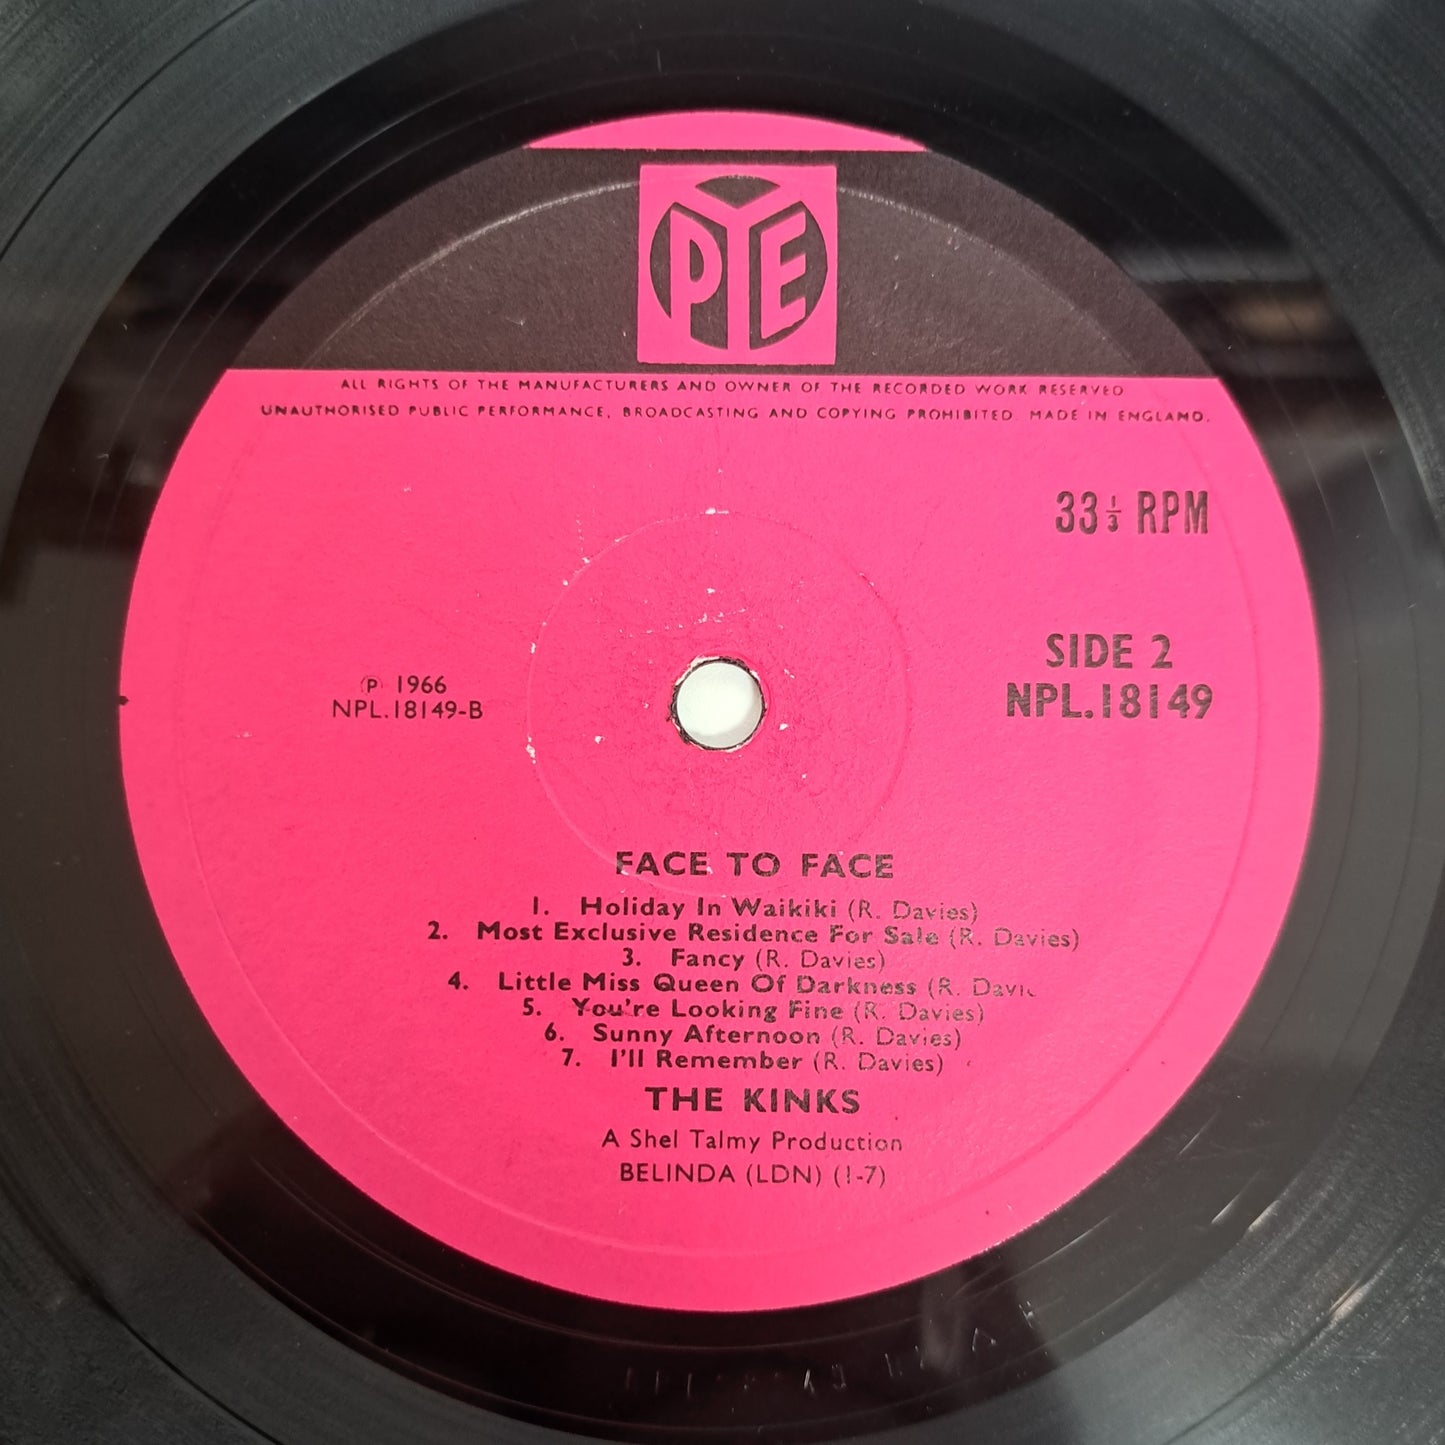 PYE
ALL RIGHTS OF THE MANUFACTURERS AND OWNER OF THE RECORDED WORK RESERVED
UNAUTHORISED PUBLIC PERFORMANCE, BROADCASTING AND COPYING PROHIBITED. MADE IN ENGLAND.
33 1/3 RPM
SIDE 2
NPL.18149
Ⓟ 1966
NPL.18149-B
FACE TO FACE
1. Holiday In Waikiki (R. Davies)
2. Most Exclusive Residence For Sale (R. Davies)
3. Fancy (R. Davies)
4. Little Miss Queen Of Darkness (R. Davi
5. You're Looking Fine (R. Davies)
6. Sunny Afternoon (R. Davies)
7. I'll Remember (R. Davies)
THE KINKS
A Shel Talmy Production
BELINDA (LDN) (1-7)